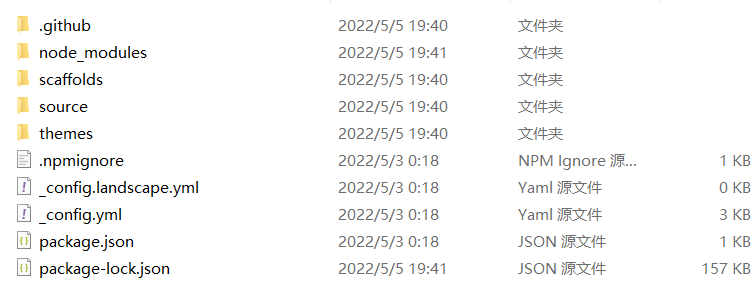 .github 2022/5/5 19:40 文件夹
node_modules 2022/5/5 19:41 文件夹
scaffolds 2022/5/5 19:40 文件夹
source 2022/5/5 19:40 文件夹
themes 2022/5/5 19:40 文件夹
.npmignore 2022/5/3 0:18 NPM Ignore 源... 1 KB
_config.landscape.yml 2022/5/3 0:18 Yaml 源文件 0 KB
_config.yml 2022/5/3 0:18 Yaml 源文件 3 KB
package.json 2022/5/3 0:18 JSON 源文件 1 KB
package-lock.json 2022/5/5 19:41 JSON 源文件 157 KB